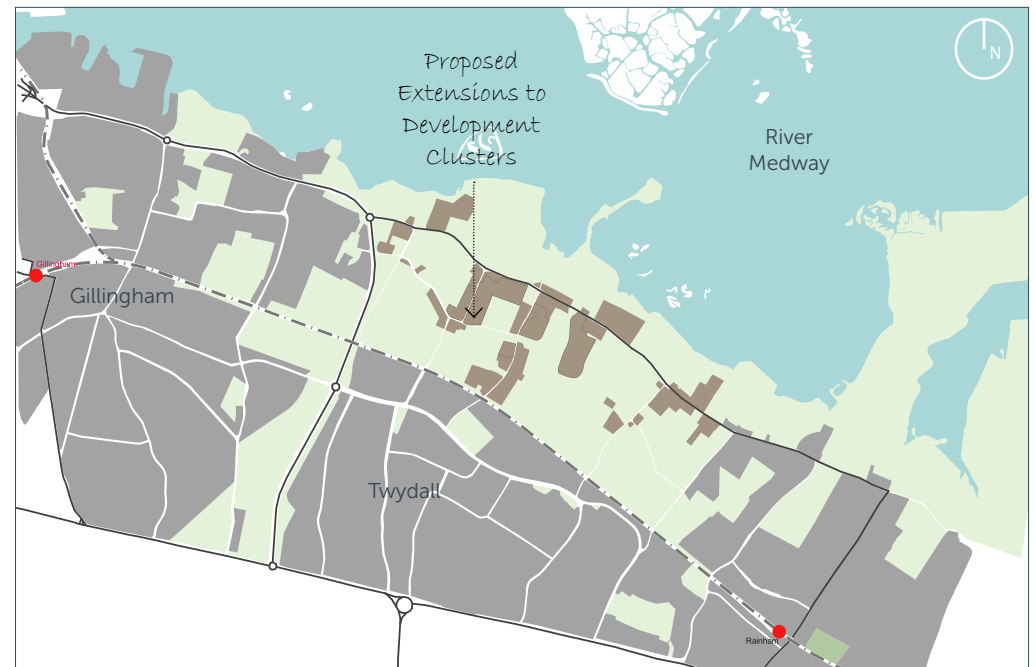 Proposed
Extensions to
Development
Clusters
N
River
Medway
Gillingham
Gillingham
Twydall
Rainham